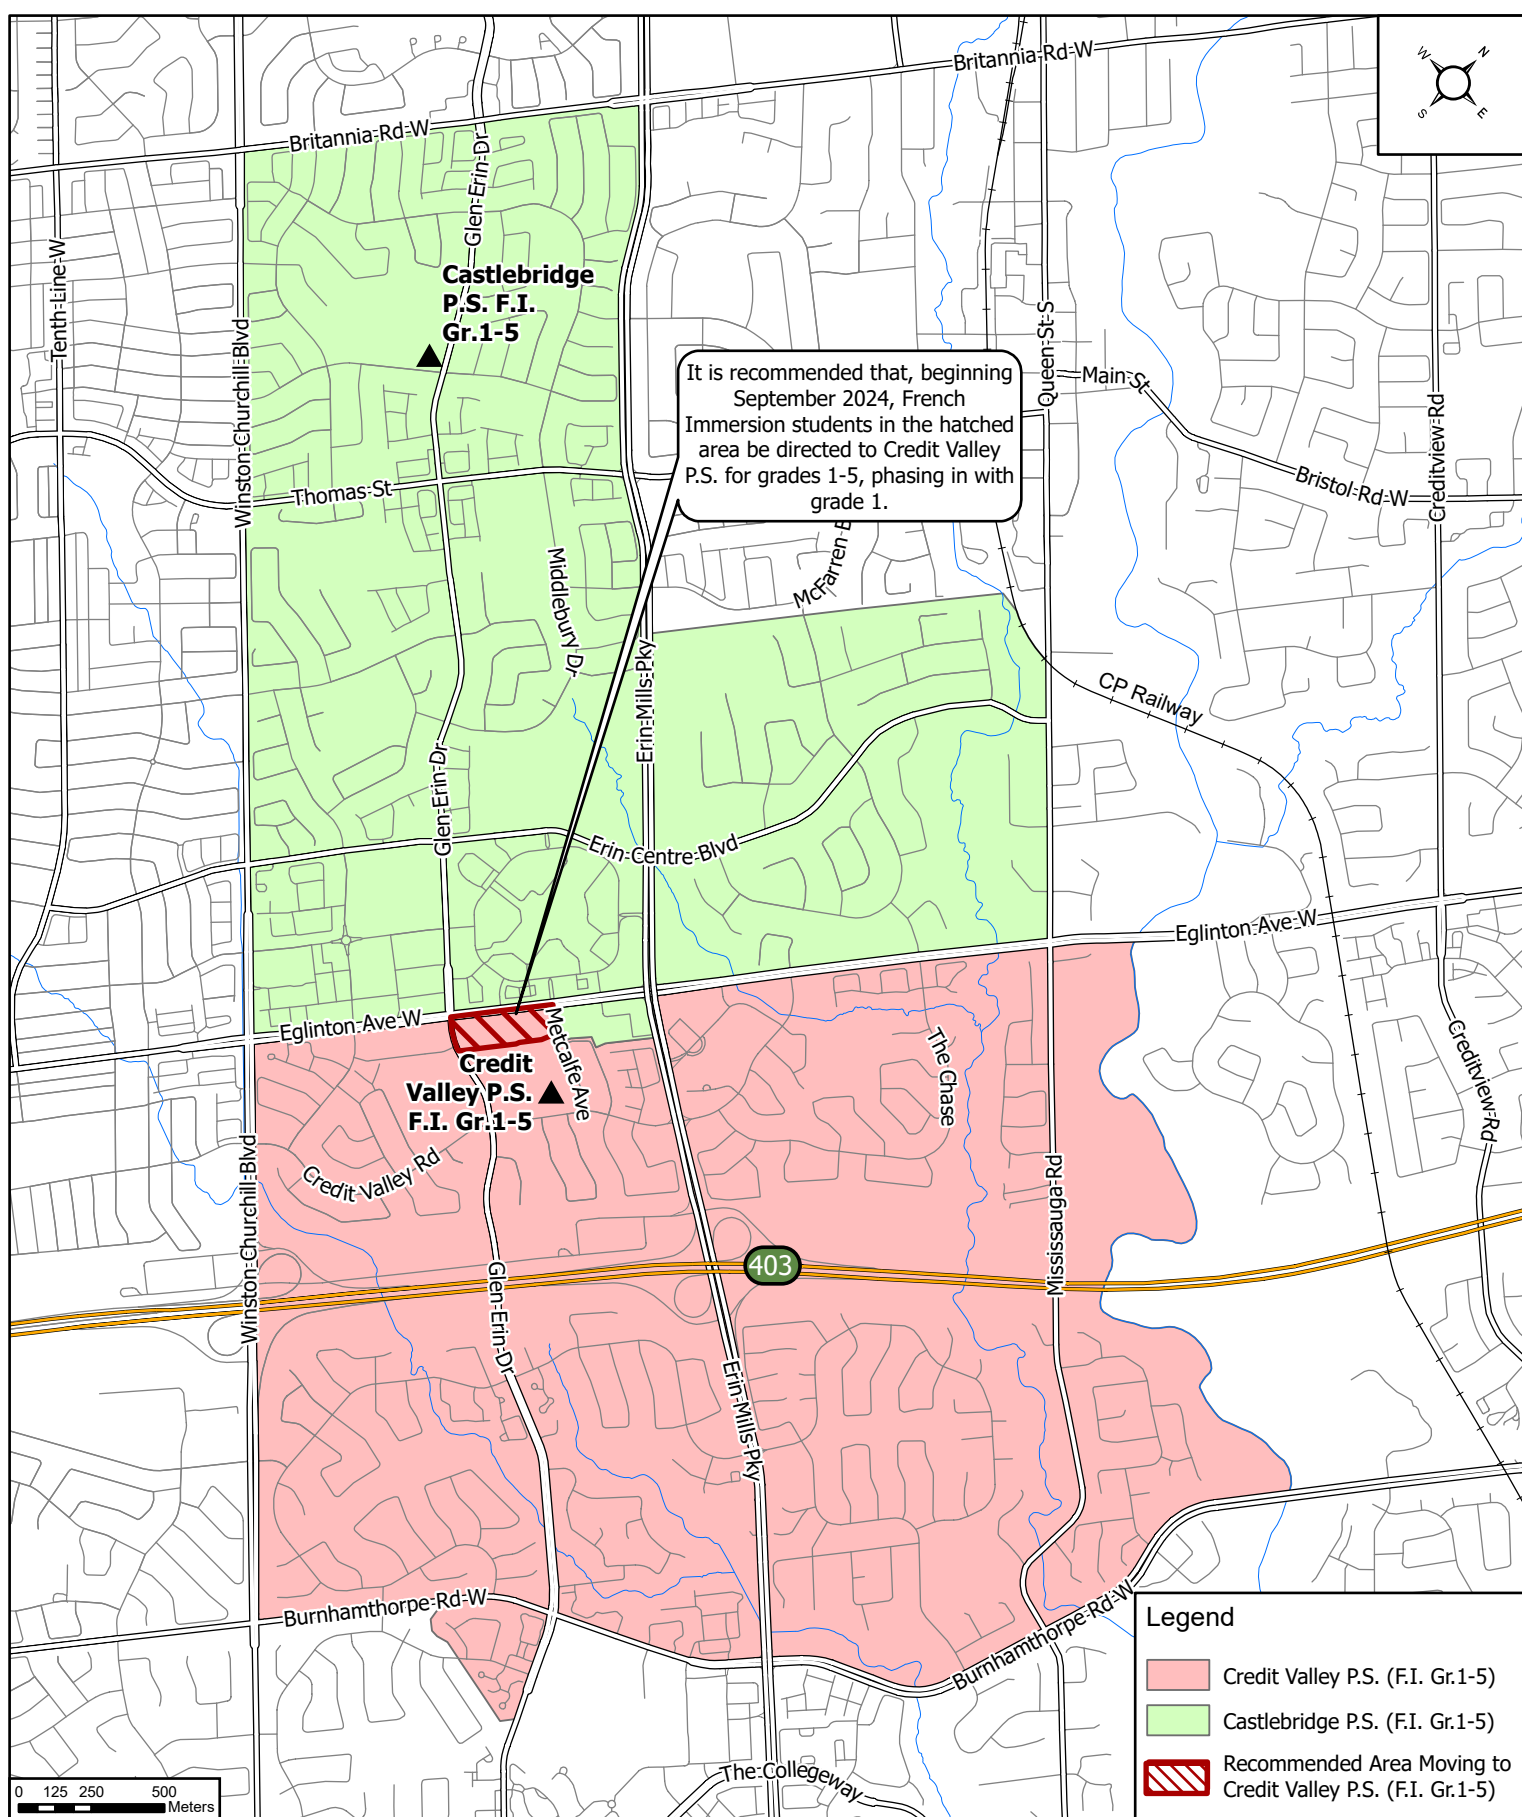 Britannia Rd W
W
N
S
E
Britannia Rd W
Glen Erin Dr
Tenth Line W
Winston Churchill Blvd
Castlebridge
P.S. F.I.
Gr.1-5
Queen St S
Main St
Creditview Rd
It is recommended that, beginning
September 2024, French
Immersion students in the hatched
area be directed to Credit Valley
P.S. for grades 1-5, phasing in with
grade 1.
Thomas St
Bristol Rd W
Middlebury Dr
McFarren B
Erin Mills Pky
CP Railway
Glen Erin Dr
Erin Centre Blvd
Eglinton Ave W
Eglinton Ave W
Metcalfe Ave
The Chase
Creditview Rd
Credit
Valley P.S.
F.I. Gr.1-5
Credit Valley Rd
Winston Churchill Blvd
Mississauga Rd
403
Glen Erin Dr
Erin Mills Pky
Burnhamthorpe Rd W
Burnhamthorpe Rd W
The Collegeway
Legend
Credit Valley P.S. (F.I. Gr.1-5)
Castlebridge P.S. (F.I. Gr.1-5)
Recommended Area Moving to
Credit Valley P.S. (F.I. Gr.1-5)
0 125 250 500
Meters